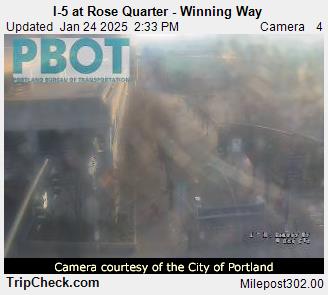 I-5 at Rose Quarter - Winning Way
Updated Jan 24 2025 2:33 PM Camera 4
PBOT
PORTLAND BUREAU OF TRANSPORTATION
Camera courtesy of the City of Portland
TripCheck.com Milepost302.00